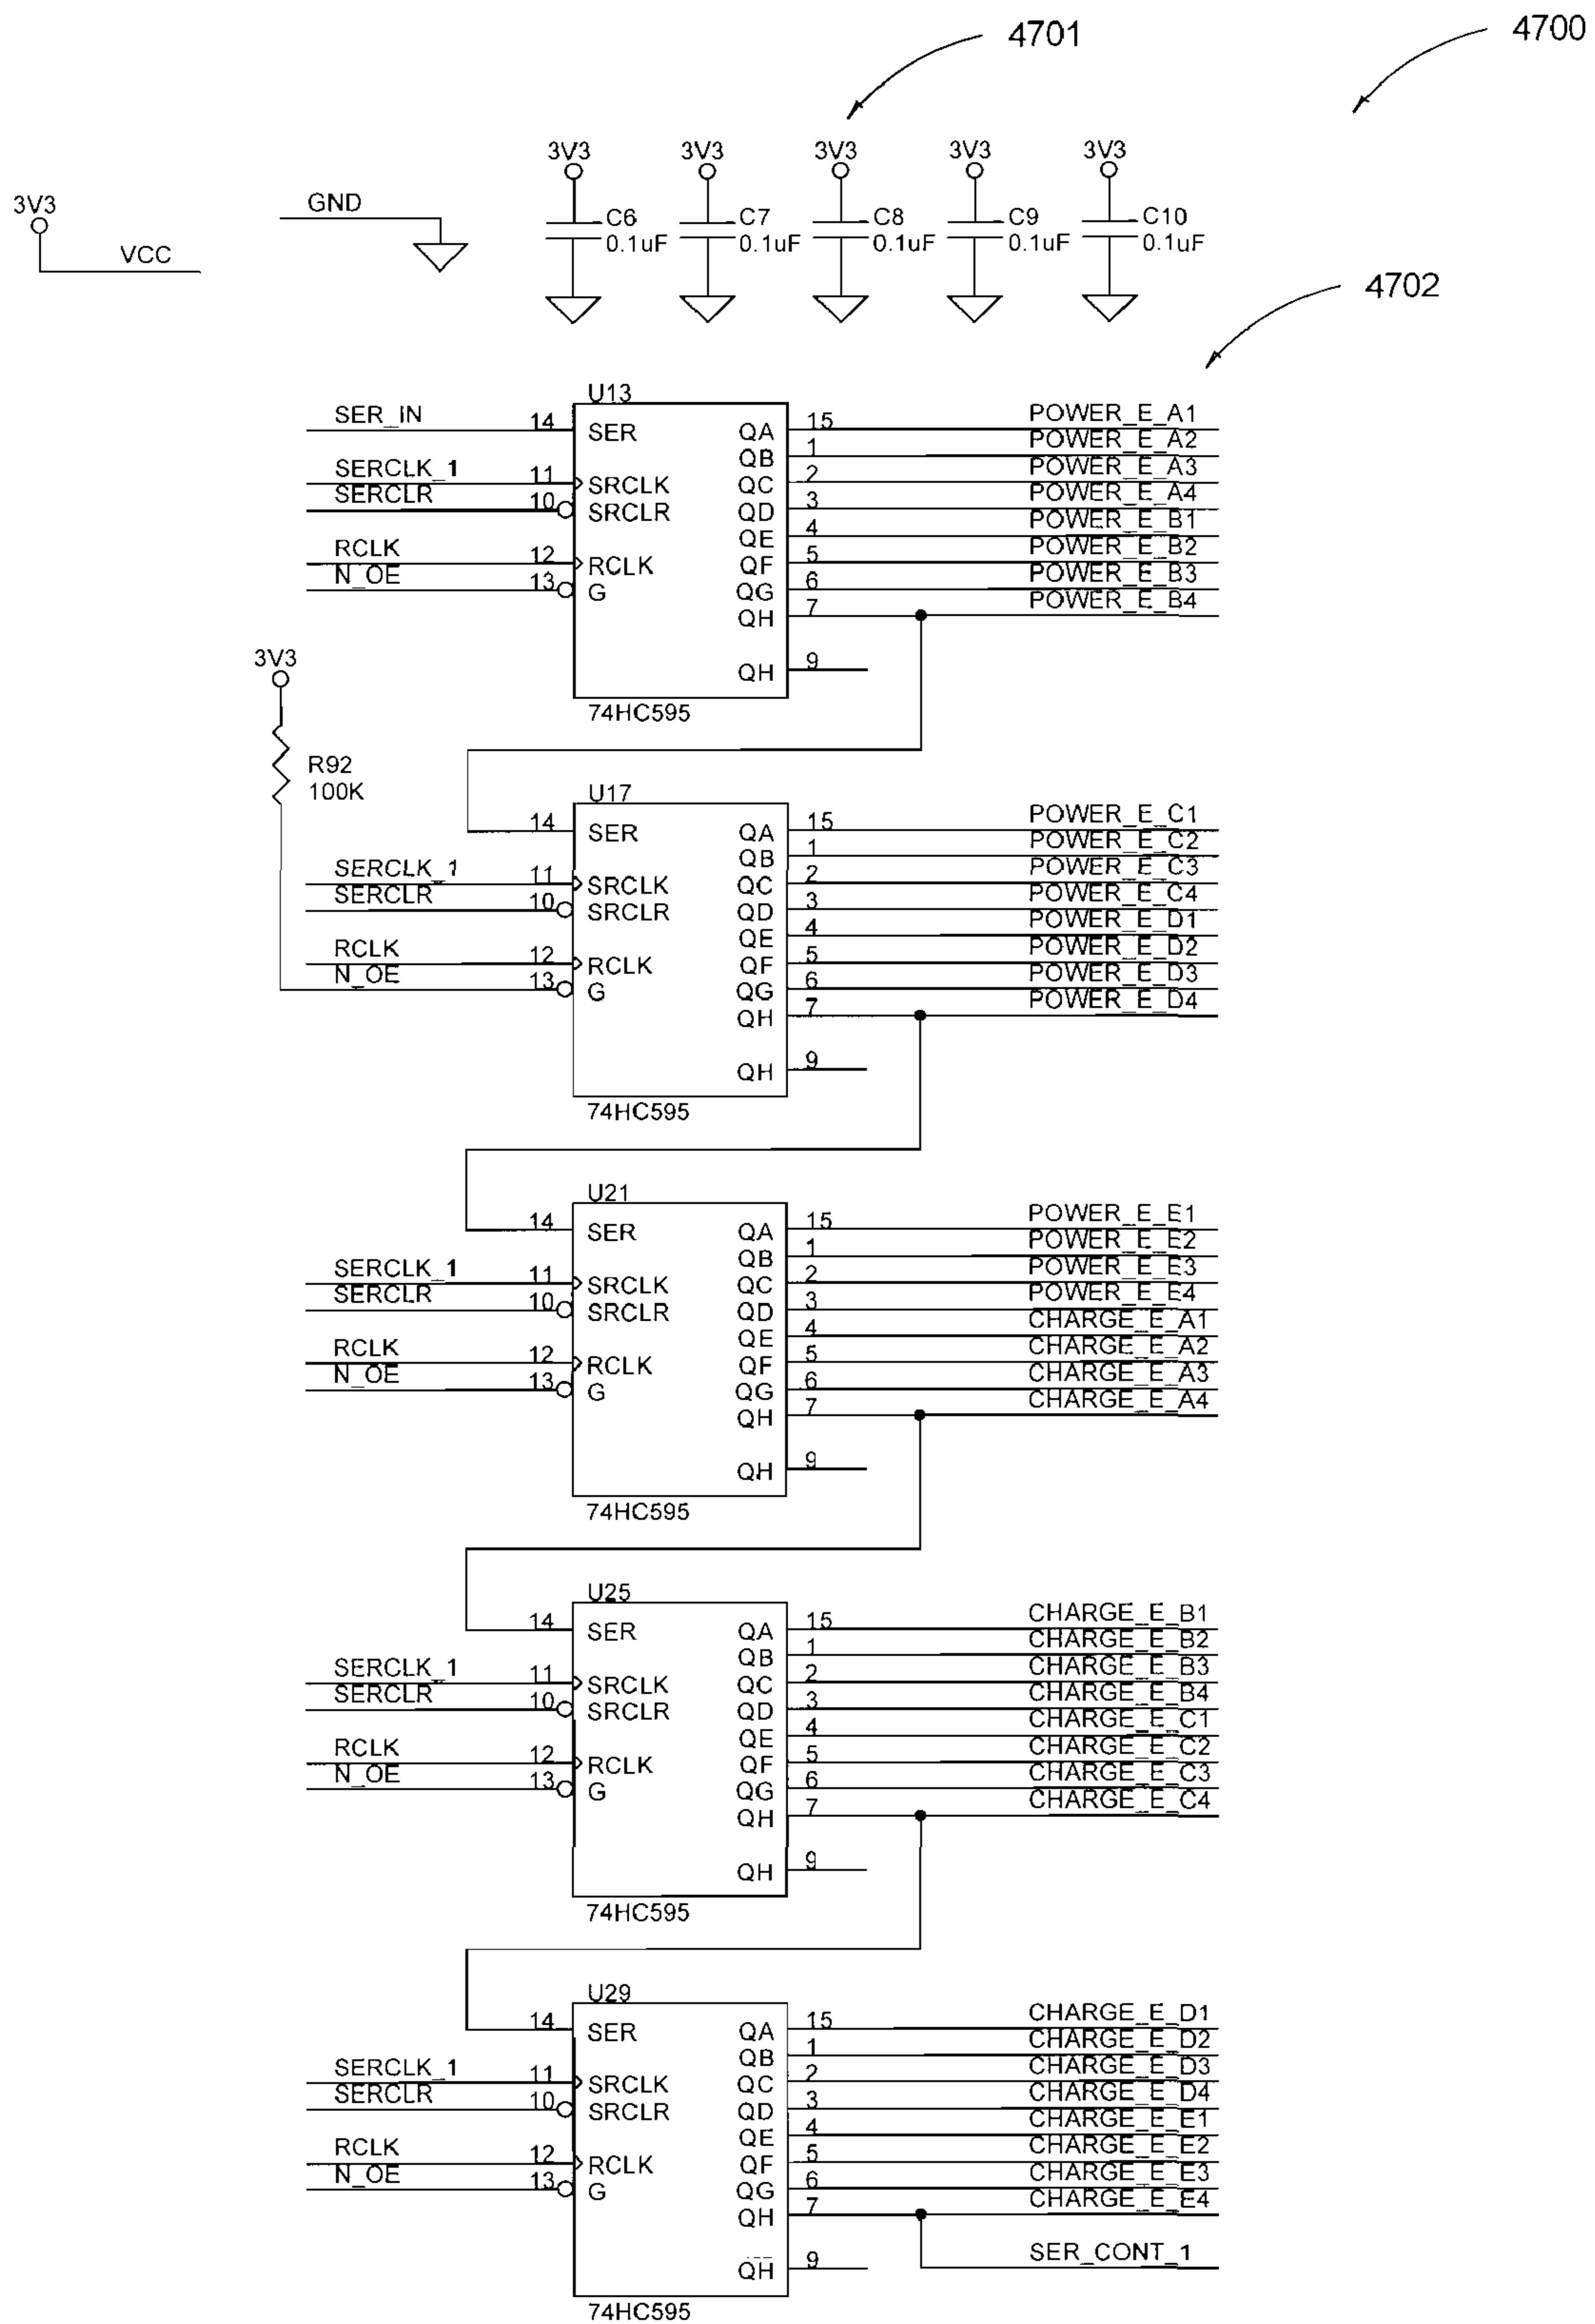 4701
4700
3V3
3V3
3V3
3V3
3V3
3V3
GND
VCC
C6
0.1uF
C7
0.1uF
C8
0.1uF
C9
0.1uF
C10
0.1uF
4702
U13
SER_IN 14 SER QA 15 POWER_E_A1
QB 1 POWER_E_A2
SERCLK_1 11 SRCLK QC 2 POWER_E_A3
SERCLR 10 SRCLR QD 3 POWER_E_A4
QE 4 POWER_E_B1
RCLK 12 RCLK QF 5 POWER_E_B2
N_OE 13 G QG 6 POWER_E_B3
QH 7 POWER_E_B4
QH 9
74HC595
3V3
R92
100K
U17
14 SER QA 15 POWER_E_C1
QB 1 POWER_E_C2
SERCLK_1 11 SRCLK QC 2 POWER_E_C3
SERCLR 10 SRCLR QD 3 POWER_E_C4
QE 4 POWER_E_D1
RCLK 12 RCLK QF 5 POWER_E_D2
N_OE 13 G QG 6 POWER_E_D3
QH 7 POWER_E_D4
QH 9
74HC595
U21
14 SER QA 15 POWER_E_E1
QB 1 POWER_E_E2
SERCLK_1 11 SRCLK QC 2 POWER_E_E3
SERCLR 10 SRCLR QD 3 POWER_E_E4
QE 4 CHARGE_E_A1
RCLK 12 RCLK QF 5 CHARGE_E_A2
N_OE 13 G QG 6 CHARGE_E_A3
QH 7 CHARGE_E_A4
QH 9
74HC595
U25
14 SER QA 15 CHARGE_E_B1
QB 1 CHARGE_E_B2
SERCLK_1 11 SRCLK QC 2 CHARGE_E_B3
SERCLR 10 SRCLR QD 3 CHARGE_E_B4
QE 4 CHARGE_E_C1
RCLK 12 RCLK QF 5 CHARGE_E_C2
N_OE 13 G QG 6 CHARGE_E_C3
QH 7 CHARGE_E_C4
QH 9
74HC595
U29
14 SER QA 15 CHARGE_E_D1
QB 1 CHARGE_E_D2
SERCLK_1 11 SRCLK QC 2 CHARGE_E_D3
SERCLR 10 SRCLR QD 3 CHARGE_E_D4
QE 4 CHARGE_E_E1
RCLK 12 RCLK QF 5 CHARGE_E_E2
N_OE 13 G QG 6 CHARGE_E_E3
QH 7 CHARGE_E_E4
QH 9 SER_CONT_1
74HC595